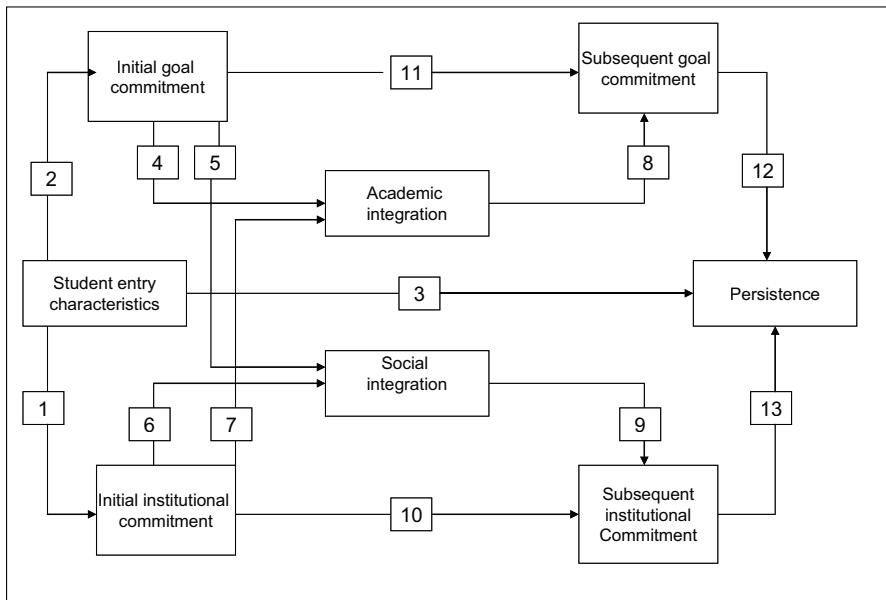 Initial goal
commitment
11
Subsequent goal
commitment
2
4
5
8
12
Academic
integration
Student entry
characteristics
3
Persistence
Social
integration
1
6
7
9
13
Initial institutional
commitment
10
Subsequent
institutional
Commitment